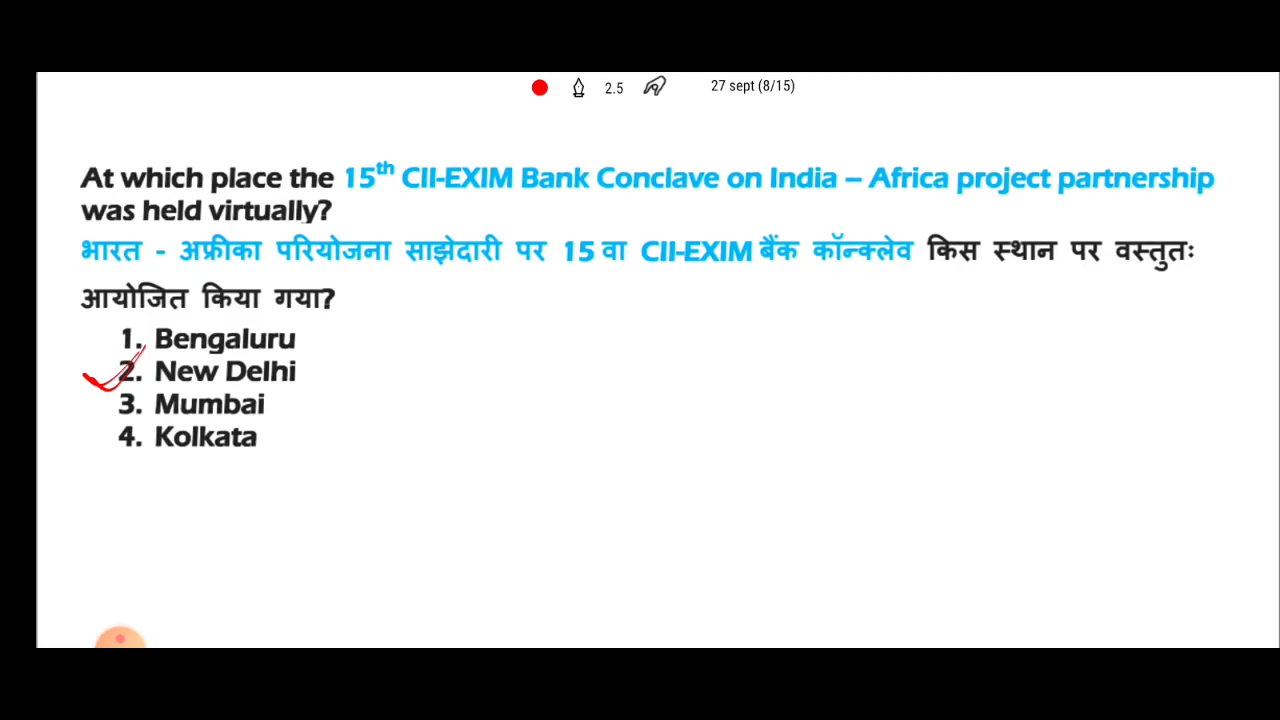 2.5 27 sept (8/15)
At which place the 15th CII-EXIM Bank Conclave on India – Africa project partnership
was held virtually?
भारत - अफ्रीका परियोजना साझेदारी पर 15 वा CII-EXIM बैंक कॉन्क्लेव किस स्थान पर वस्तुतः
आयोजित किया गया?
1. Bengaluru
2. New Delhi
3. Mumbai
4. Kolkata